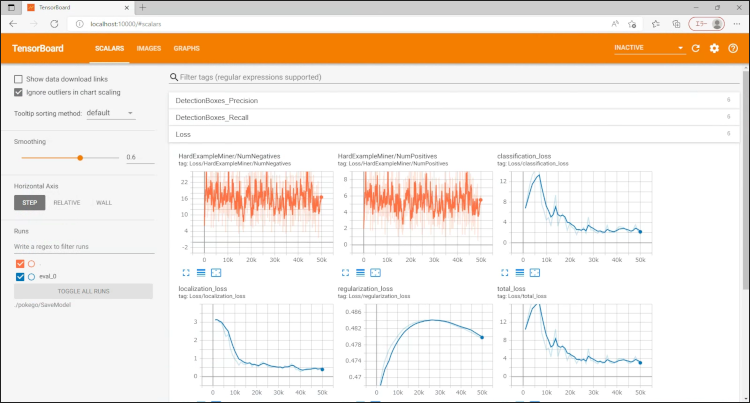 TensorBoard
localhost:10000/#scalars
TensorBoard SCALARS IMAGES GRAPHS INACTIVE
Show data download links
Ignore outliers in chart scaling
Tooltip sorting method: default
Smoothing
0.6
Horizontal Axis
STEP RELATIVE WALL
Runs
Write a regex to filter runs
.
eval_0
TOGGLE ALL RUNS
./pokego/SaveModel
Filter tags (regular expressions supported)
DetectionBoxes_Precision 6
DetectionBoxes_Recall 6
Loss 6
HardExampleMiner/NumNegatives
tag: Loss/HardExampleMiner/NumNegatives
26
22
18
14
10
6
2
-2
0 10k 20k 30k 40k 50k
HardExampleMiner/NumPositives
tag: Loss/HardExampleMiner/NumPositives
8
6
4
2
0
0 10k 20k 30k 40k 50k
classification_loss
tag: Loss/classification_loss
12
8
4
0
0 10k 20k 30k 40k 50k
localization_loss
tag: Loss/localization_loss
3
2
1
0
0 10k 20k 30k 40k 50k
regularization_loss
tag: Loss/regularization_loss
0.486
0.482
0.478
0.474
0.47
0 10k 20k 30k 40k 50k
total_loss
tag: Loss/total_loss
12
8
4
0
0 10k 20k 30k 40k 50k